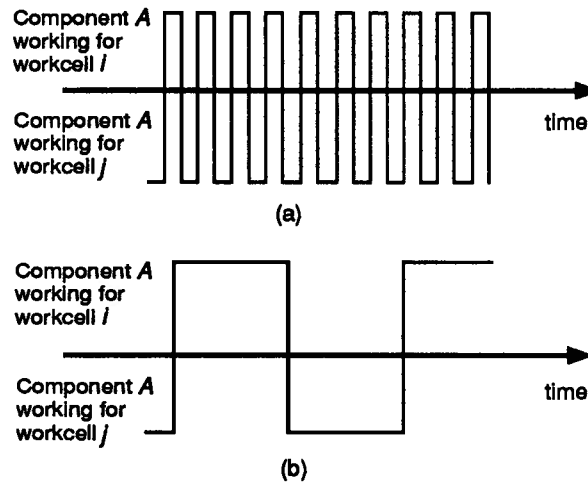 Component A
working for
workcell i
Component A
working for
workcell j
time
(a)
Component A
working for
workcell i
Component A
working for
workcell j
time
(b)